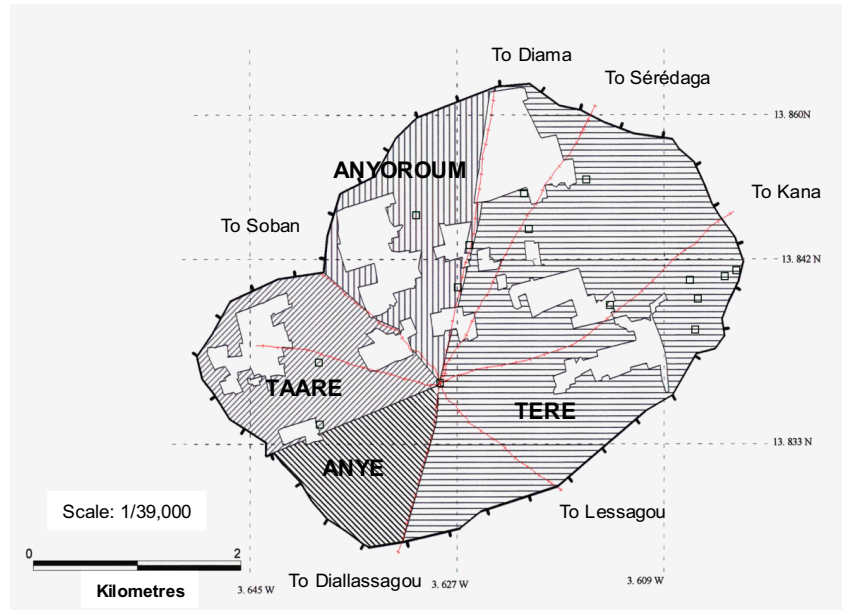 To Diama
To Sérédaga
13. 860N
ANYOROUM
To Kana
To Soban
13. 842 N
TAARE
TERE
13. 833 N
ANYE
Scale: 1/39,000
To Lessagou
0 2
Kilometres
To Diallassagou
3. 645 W
3. 627 W
3. 609 W